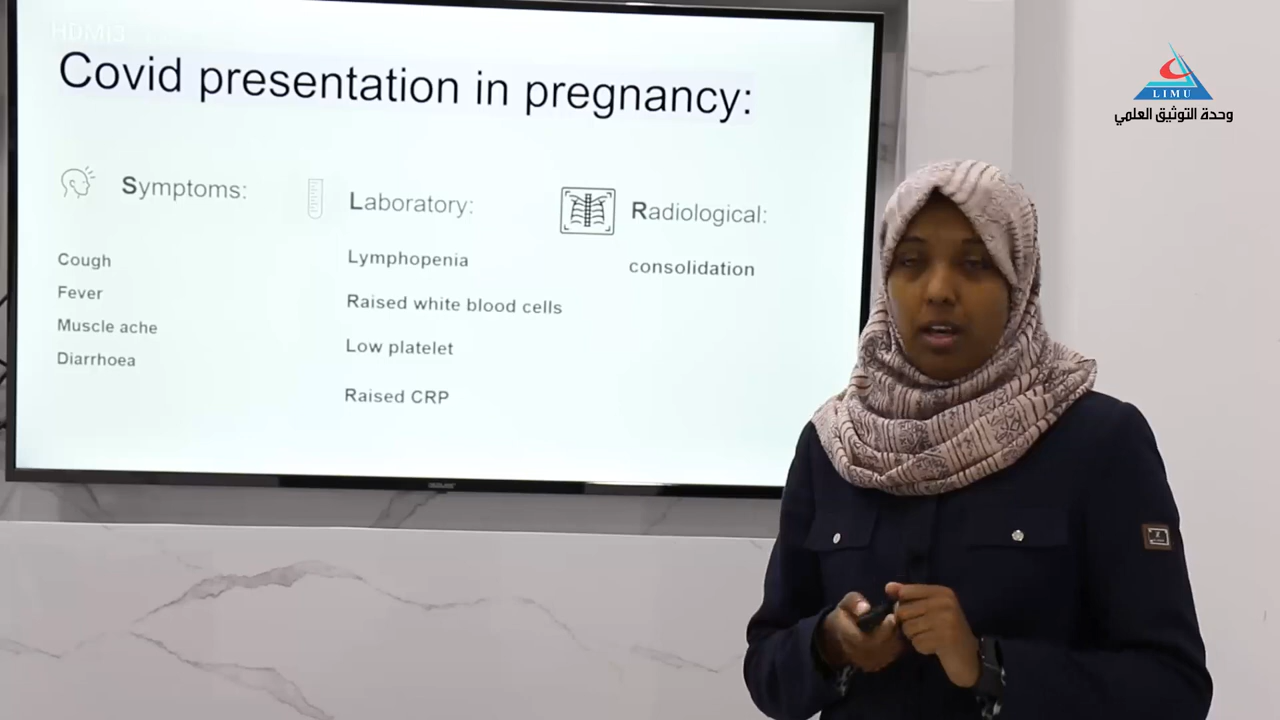 HDMI3
Covid presentation in pregnancy:
Symptoms:
Cough
Fever
Muscle ache
Diarrhoea
Laboratory:
Lymphopenia
Raised white blood cells
Low platelet
Raised CRP
Radiological:
consolidation
LIMU
وحدة التوثيق العلمي